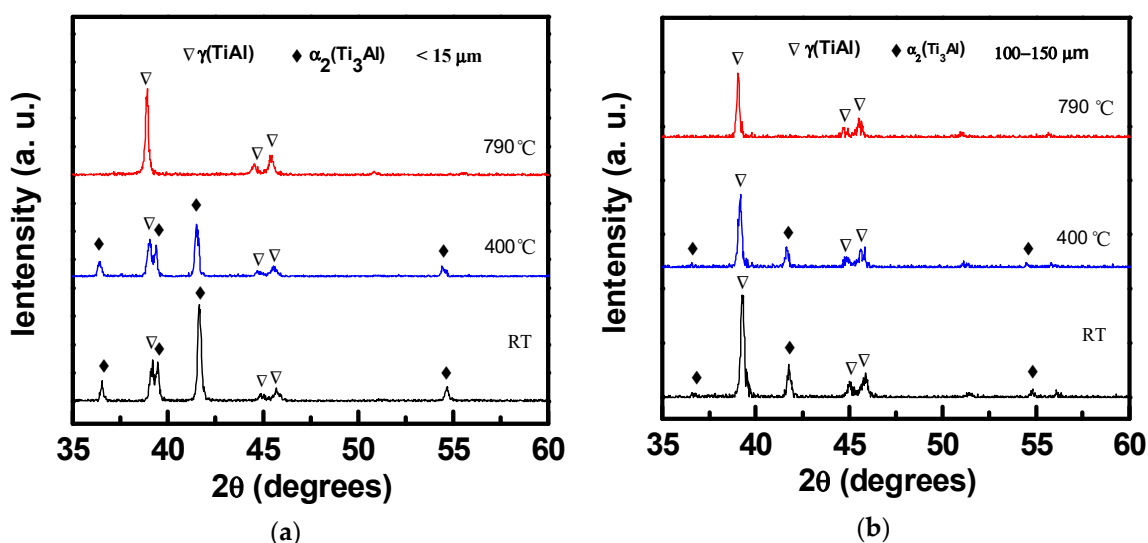 ▽ γ(TiAl) ◆ α₂(Ti₃Al) < 15 μm
790℃
400℃
RT
Ientensity (a. u.)
35 40 45 50 55 60
2θ (degrees)
(a)
▽ γ(TiAl) ◆ α₂(Ti₃Al) 100–150 μm
790 ℃
400℃
RT
Ientensity (a. u.)
35 40 45 50 55 60
2θ (degrees)
(b)